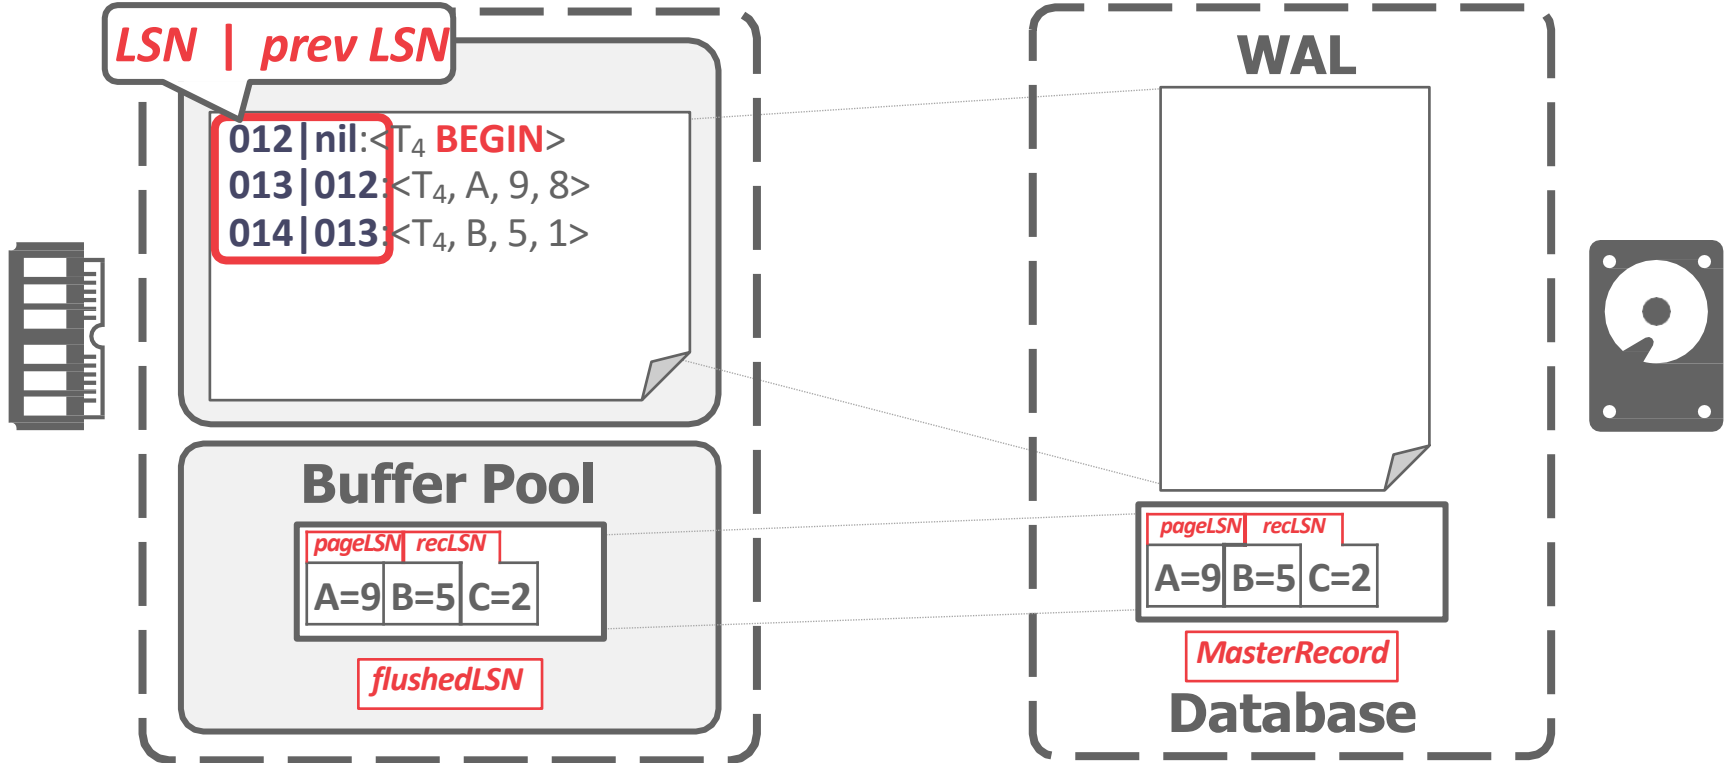 LSN | prev LSN
012|nil:<T₄ BEGIN>
013|012:<T₄, A, 9, 8>
014|013:<T₄, B, 5, 1>
Buffer Pool
pageLSN recLSN
A=9 B=5 C=2
flushedLSN
WAL
pageLSN recLSN
A=9 B=5 C=2
MasterRecord
Database